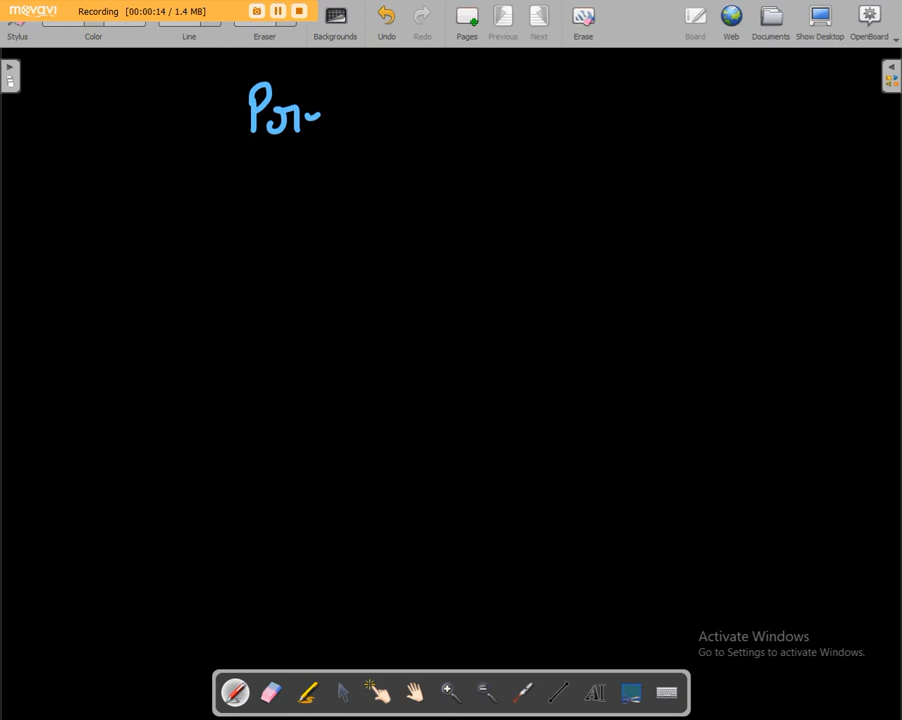 movavi
Recording [00:00:14 / 1.4 MB]
Stylus Color Line Eraser Backgrounds Undo Redo Pages Previous Next Erase Board Web Documents Show Desktop OpenBoard
AI
Activate Windows
Go to Settings to activate Windows.